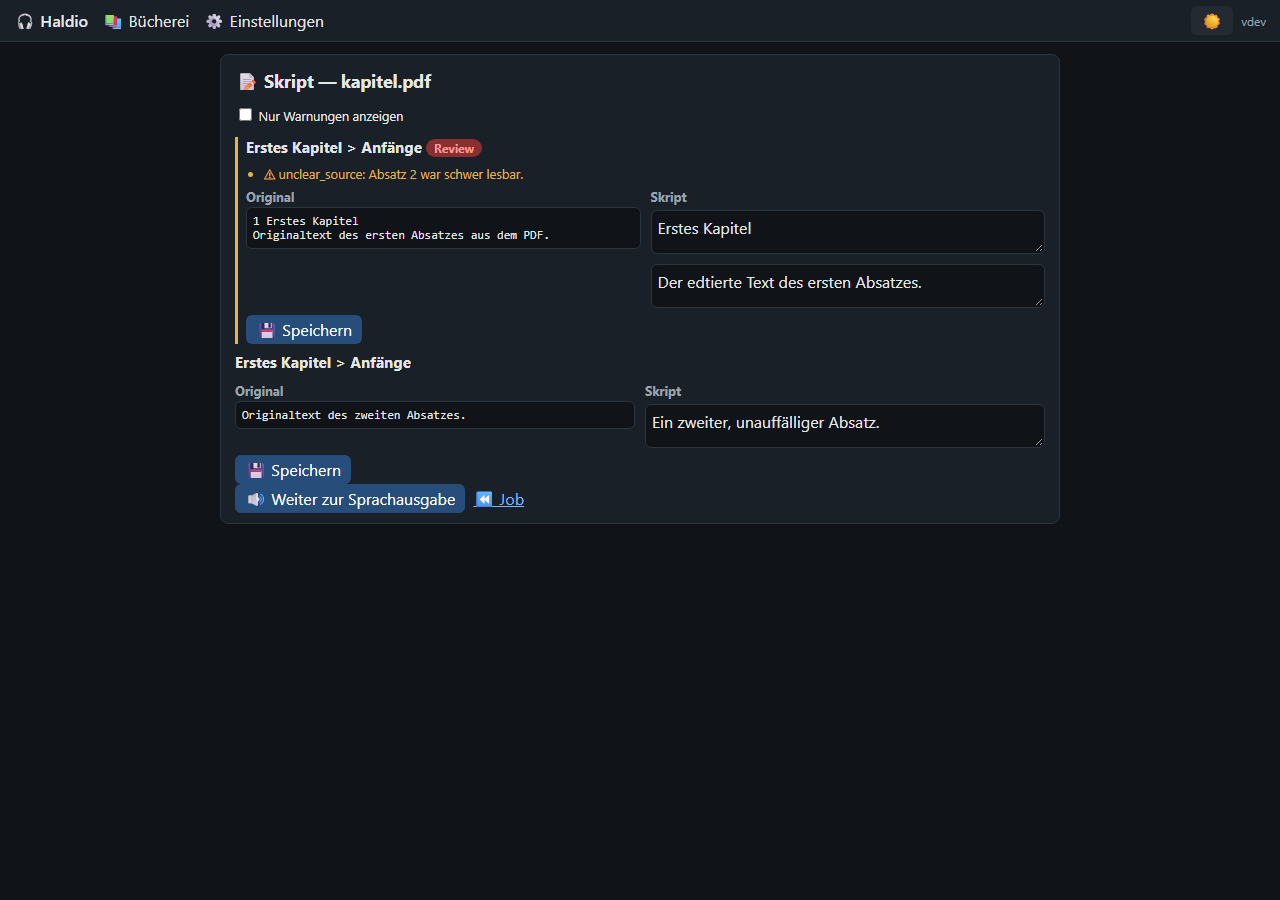 Haldio Bücherei Einstellungen vdev
Skript — kapitel.pdf
Nur Warnungen anzeigen
Erstes Kapitel > Anfänge Review
⚠ unclear_source: Absatz 2 war schwer lesbar.
Original
1 Erstes Kapitel
Originaltext des ersten Absatzes aus dem PDF.
Skript
Erstes Kapitel
Der edtierte Text des ersten Absatzes.
Speichern
Erstes Kapitel > Anfänge
Original
Originaltext des zweiten Absatzes.
Skript
Ein zweiter, unauffälliger Absatz.
Speichern
Weiter zur Sprachausgabe Job